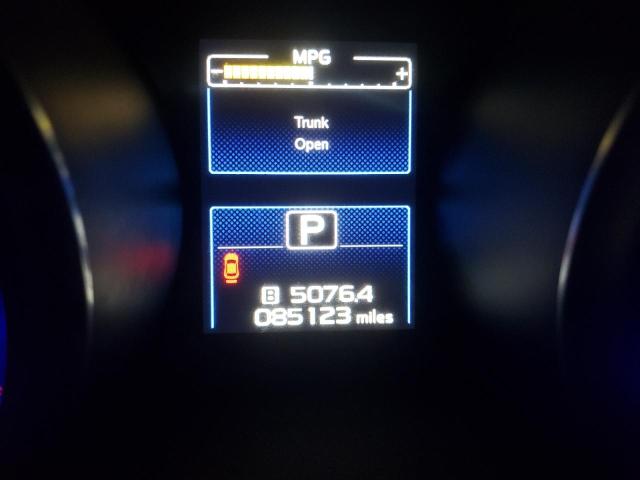 MPG
- +
Trunk
Open
P
B 5076.4
085123 miles